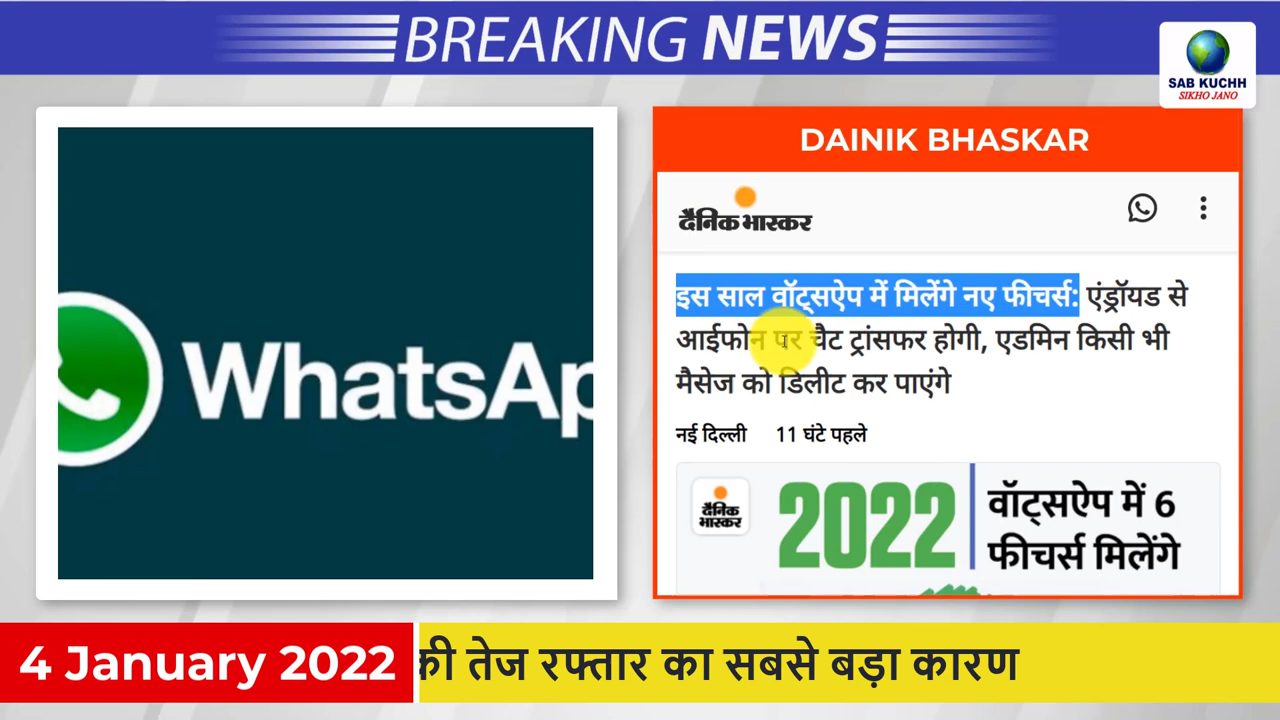 BREAKING NEWS
SAB KUCHH
SIKHO JANO
WhatsAp
DAINIK BHASKAR
दैनिक भास्कर
इस साल वॉट्सऐप में मिलेंगे नए फीचर्स: एंड्रॉयड से
आईफोन पर चैट ट्रांसफर होगी, एडमिन किसी भी
मैसेज को डिलीट कर पाएंगे
नई दिल्ली 11 घंटे पहले
दैनिक
भास्कर
2022
वॉट्सऐप में 6
फीचर्स मिलेंगे
4 January 2022
की तेज रफ्तार का सबसे बड़ा कारण